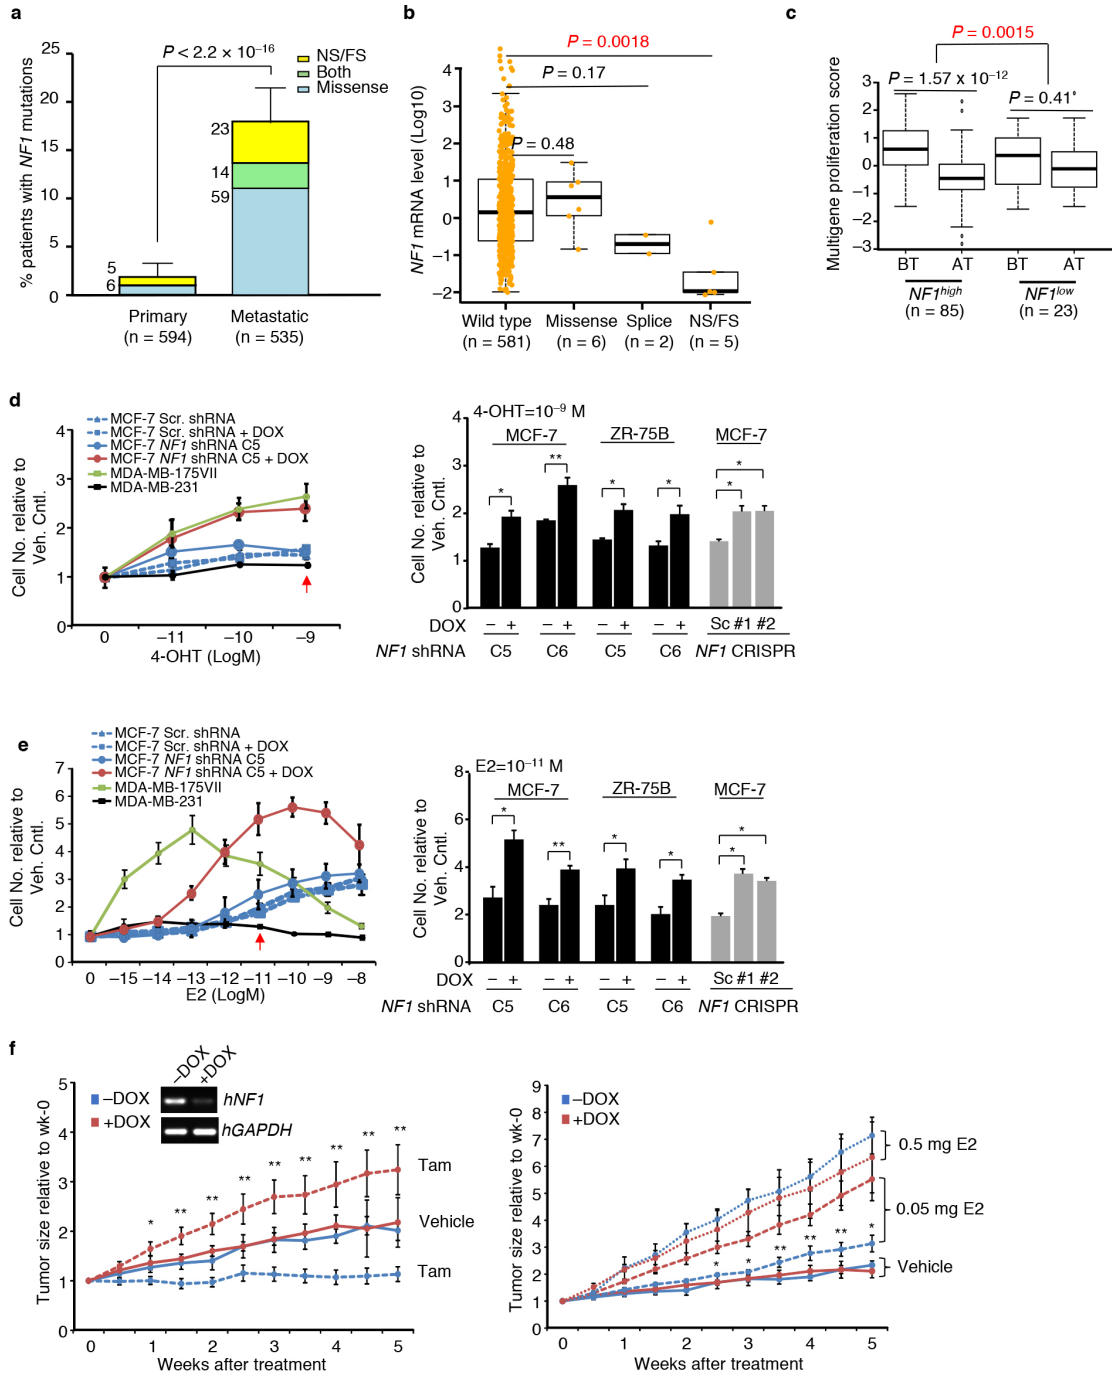 a
% patients with NF1 mutations
25
20
15
10
5
0
P < 2.2 × 10–16
NS/FS
Both
Missense
23
14
59
5
6
Primary
(n = 594)
Metastatic
(n = 535)
b
NF1 mRNA level (Log10)
4
3
2
1
0
–1
–2
P = 0.0018
P = 0.17
P = 0.48
Wild type
(n = 581)
Missense
(n = 6)
Splice
(n = 2)
NS/FS
(n = 5)
c
Multigene proliferation score
3
2
1
0
–1
–2
–3
P = 0.0015
P = 1.57 x 10–12
P = 0.41
BT AT BT AT
NF1high
(n = 85)
NF1low
(n = 23)
d
MCF-7 Scr. shRNA
MCF-7 Scr. shRNA + DOX
MCF-7 NF1 shRNA C5
MCF-7 NF1 shRNA C5 + DOX
MDA-MB-175VII
MDA-MB-231
Cell No. relative to
Veh. Cntl.
4
3
2
1
0
0 –11 –10 –9
4-OHT (LogM)
4-OHT=10–9 M
MCF-7 ZR-75B MCF-7
Cell No. relative to
Veh. Cntl.
4
3
2
1
0
* ** * * * *
DOX – + – + – + – + Sc #1 #2
NF1 shRNA C5 C6 C5 C6 NF1 CRISPR
e
MCF-7 Scr. shRNA
MCF-7 Scr. shRNA + DOX
MCF-7 NF1 shRNA C5
MCF-7 NF1 shRNA C5 + DOX
MDA-MB-175VII
MDA-MB-231
Cell No. relative to
Veh. Cntl.
7
6
5
4
3
2
1
0
0 –15 –14 –13 –12 –11 –10 –9 –8
E2 (LogM)
E2=10–11 M
MCF-7 ZR-75B MCF-7
Cell No. relative to
Veh. Cntl.
8
6
4
2
0
* ** * * * *
DOX – + – + – + – + Sc #1 #2
NF1 shRNA C5 C6 C5 C6 NF1 CRISPR
f
Tumor size relative to wk-0
5
4
3
2
1
0
–DOX
+DOX
–DOX
+DOX
hNF1
hGAPDH
* ** ** ** ** ** ** ** **
Tam
Vehicle
Tam
0 1 2 3 4 5
Weeks after treatment
Tumor size relative to wk-0
9
8
7
6
5
4
3
2
1
0
–DOX
+DOX
* * ** ** ** *
0.5 mg E2
0.05 mg E2
Vehicle
0 1 2 3 4 5
Weeks after treatment